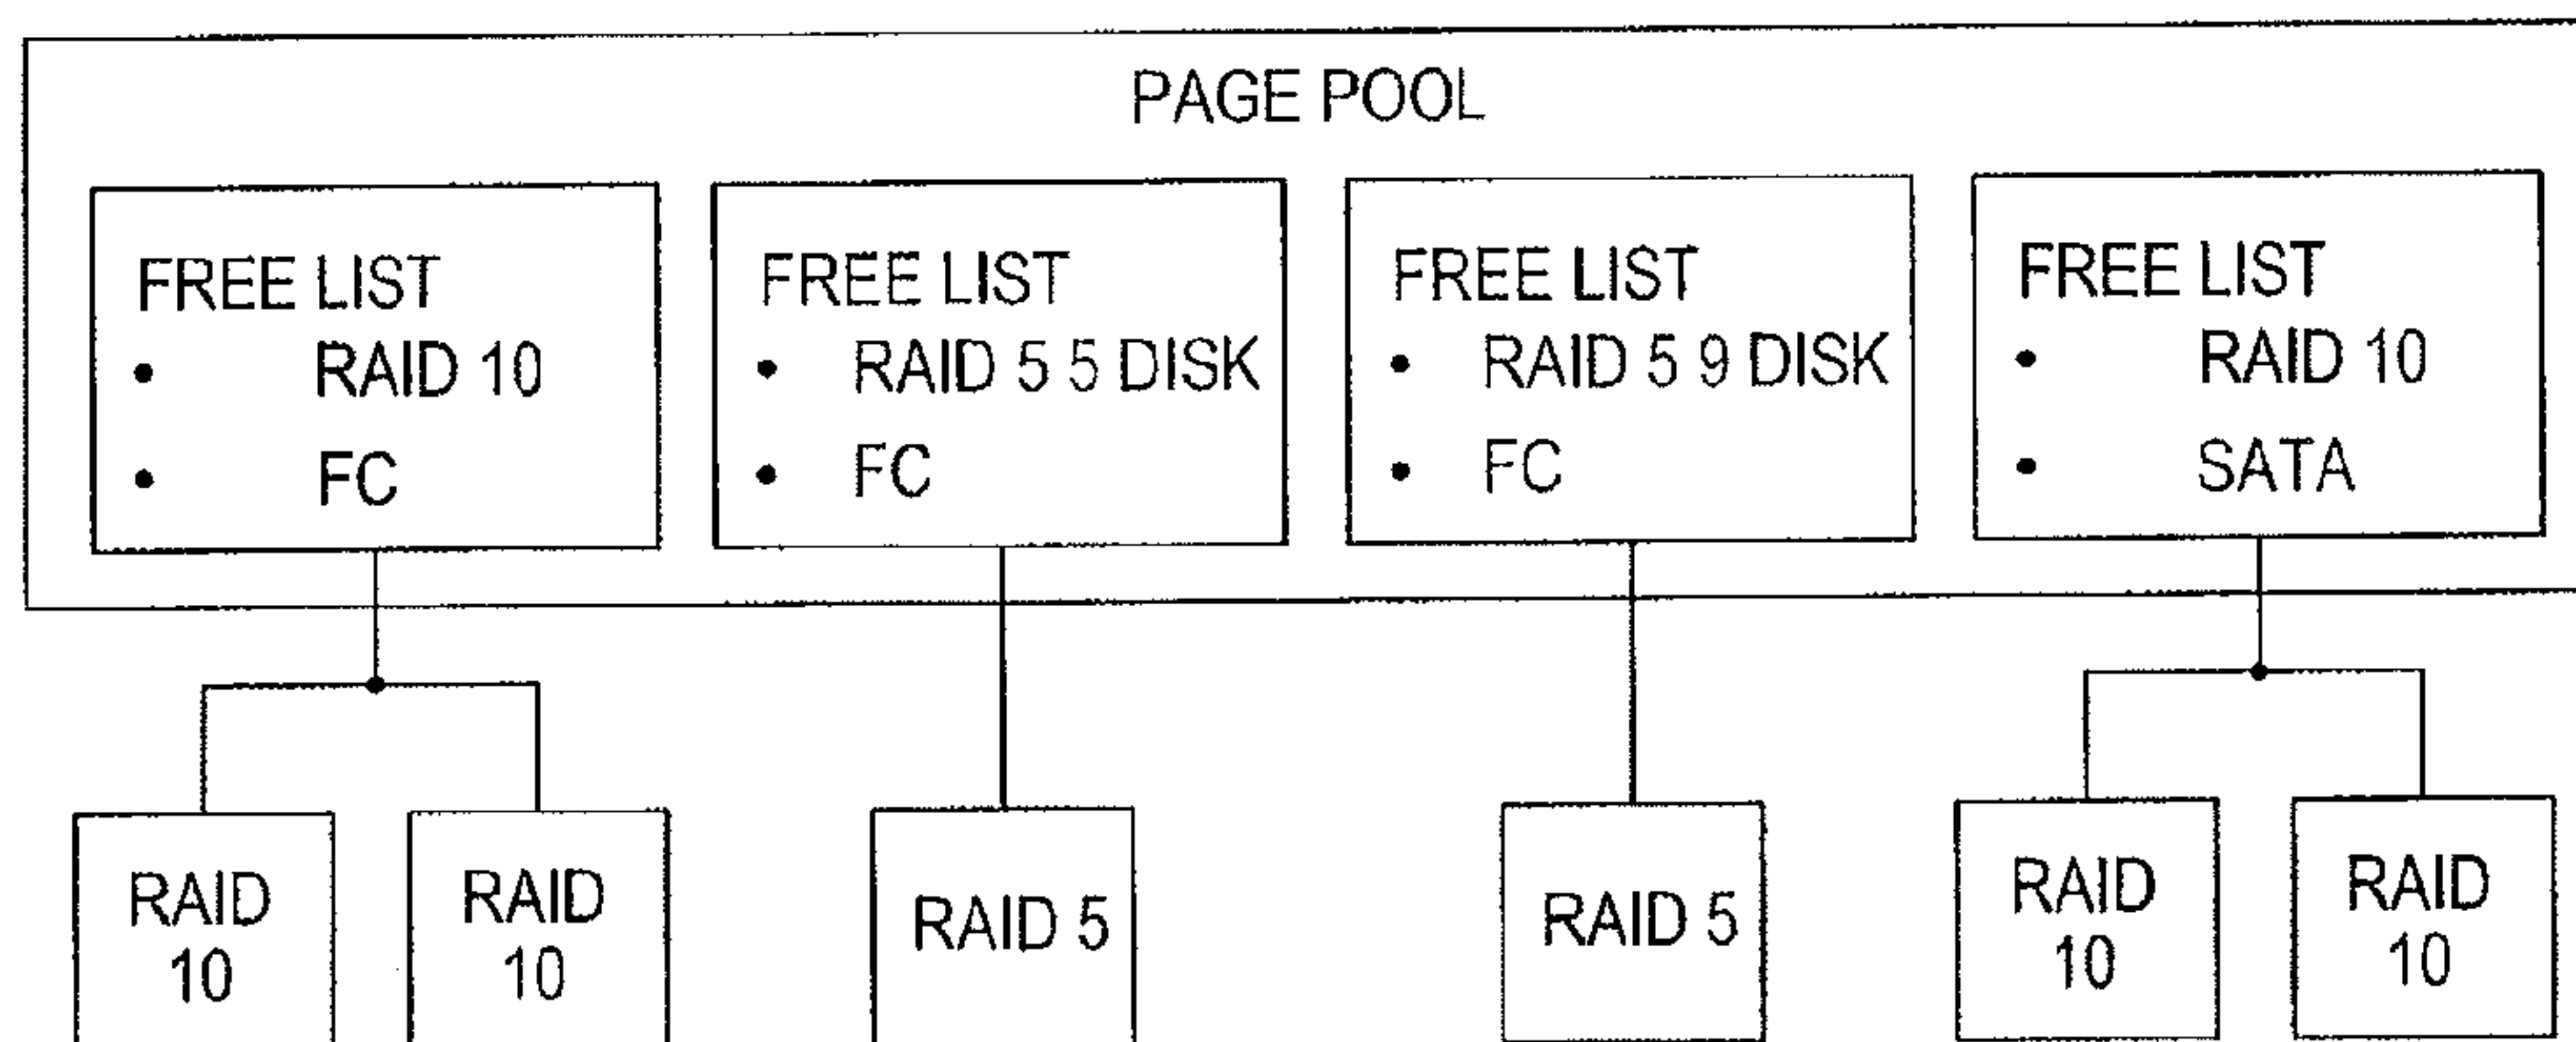 PAGE POOL
FREE LIST
• RAID 10
• FC
FREE LIST
• RAID 5 5 DISK
• FC
FREE LIST
• RAID 5 9 DISK
• FC
FREE LIST
• RAID 10
• SATA
RAID
10
RAID
10
RAID 5
RAID 5
RAID
10
RAID
10